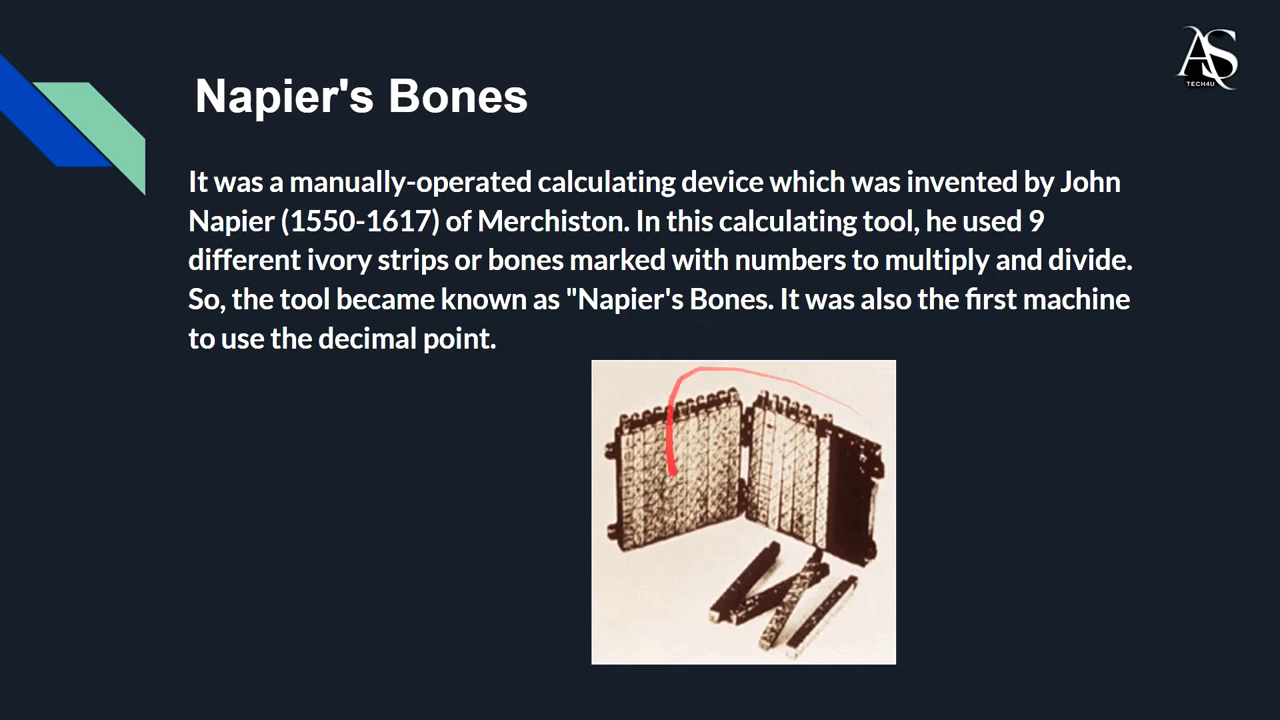 AS
TECH4U
Napier's Bones
It was a manually-operated calculating device which was invented by John
Napier (1550-1617) of Merchiston. In this calculating tool, he used 9
different ivory strips or bones marked with numbers to multiply and divide.
So, the tool became known as "Napier's Bones. It was also the first machine
to use the decimal point.